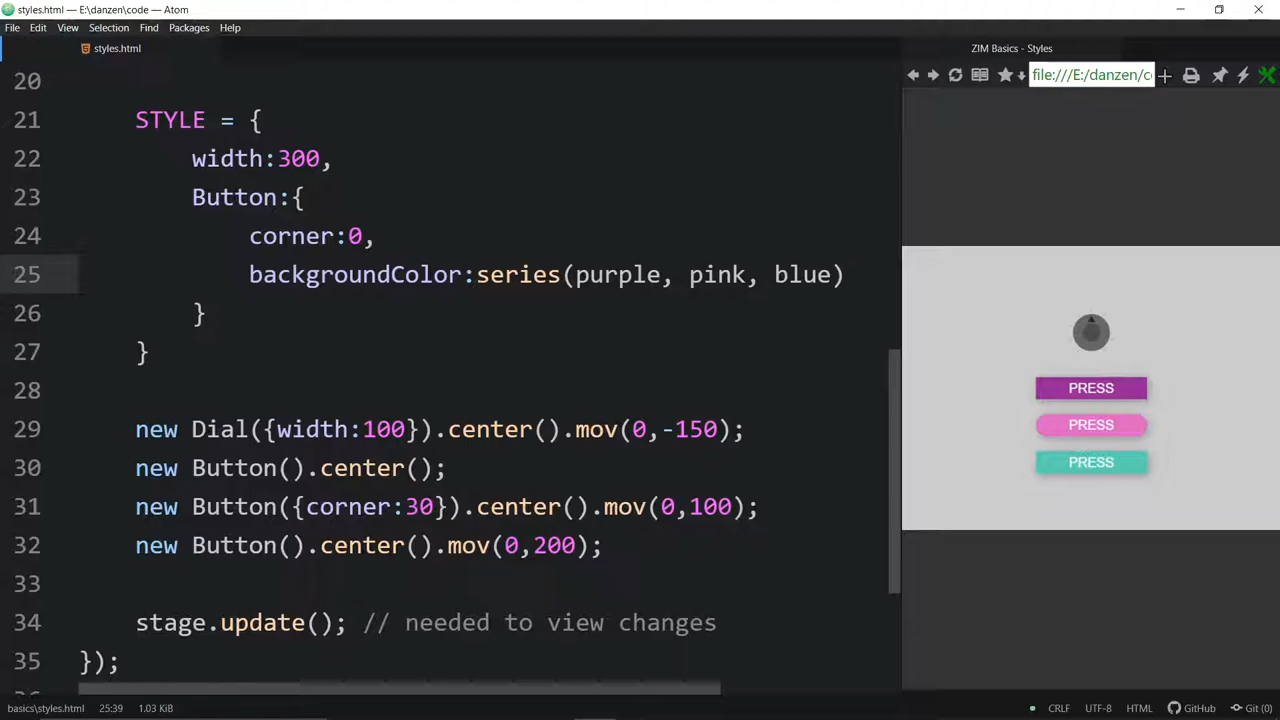 styles.html — E:\danzen\code — Atom
File Edit View Selection Find Packages Help
styles.html
ZIM Basics - Styles
file:///E:/danzen/c
20
21 STYLE = {
22 width:300,
23 Button:{
24 corner:0,
25 backgroundColor:series(purple, pink, blue)
26 }
27 }
28
29 new Dial({width:100}).center().mov(0,-150);
30 new Button().center();
31 new Button({corner:30}).center().mov(0,100);
32 new Button().center().mov(0,200);
33
34 stage.update(); // needed to view changes
35 });
PRESS
PRESS
PRESS
basics\styles.html 25:39 1.03 KiB
CRLF UTF-8 HTML GitHub Git (0)